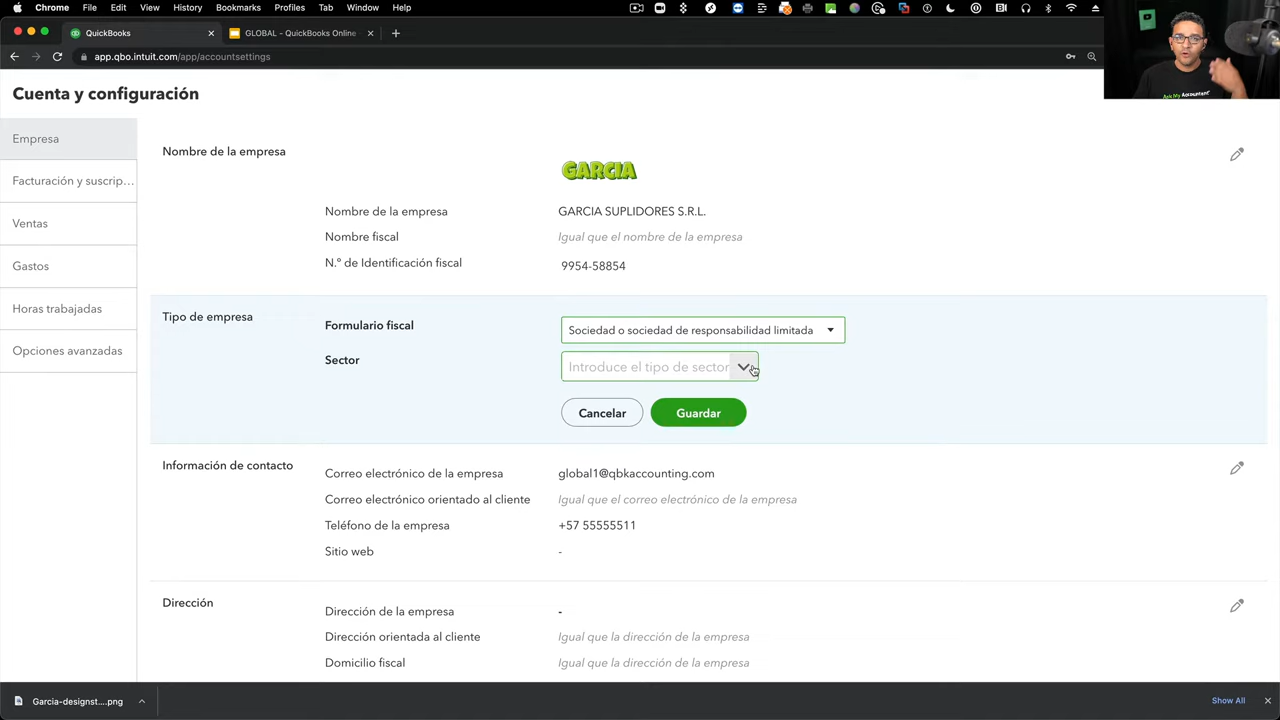 Chrome File Edit View History Bookmarks Profiles Tab Window Help
QuickBooks
GLOBAL - QuickBooks Online
app.qbo.intuit.com/app/accountsettings
Ask My Accountant
Cuenta y configuración
Empresa
Facturación y suscrip...
Ventas
Gastos
Horas trabajadas
Opciones avanzadas
Nombre de la empresa
GARCIA
Nombre de la empresa GARCIA SUPLIDORES S.R.L.
Nombre fiscal Igual que el nombre de la empresa
N.º de Identificación fiscal 9954-58854
Tipo de empresa
Formulario fiscal Sociedad o sociedad de responsabilidad limitada
Sector Introduce el tipo de sector
Cancelar Guardar
Información de contacto
Correo electrónico de la empresa global1@qbkaccounting.com
Correo electrónico orientado al cliente Igual que el correo electrónico de la empresa
Teléfono de la empresa +57 55555511
Sitio web -
Dirección
Dirección de la empresa -
Dirección orientada al cliente Igual que la dirección de la empresa
Domicilio fiscal Igual que la dirección de la empresa
Garcia-designst....png
Show All